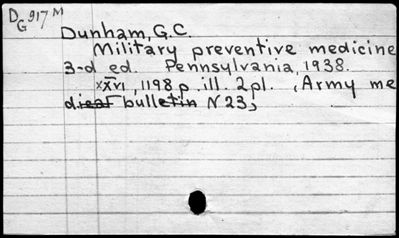 D 917 M
G
Dunham, G.C.
Military preventive medicine
3-d ed. Pennsylvania, 1938.
XXVI, 1198 p. ill. 2 pl. (Army me
dical bulletin N 23)